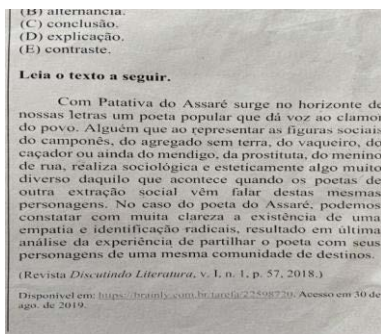 (B) alternância.
(C) conclusão.
(D) explicação.
(E) contraste.
Leia o texto a seguir.
Com Patativa do Assaré surge no horizonte de
nossas letras um poeta popular que dá voz ao clamor
do povo. Alguém que ao representar as figuras sociais
do camponês, do agregado sem terra, do vaqueiro, do
caçador ou ainda do mendigo, da prostituta, do menino
de rua, realiza sociológica e esteticamente algo muito
diverso daquilo que acontece quando os poetas de
outra extração social vêm falar destas mesmas
personagens. No caso do poeta do Assaré, podemos
constatar com muita clareza a existência de uma
empatia e identificação radicais, resultado em última
análise da experiência de partilhar o poeta com seus
personagens de uma mesma comunidade de destinos.
(Revista Discutindo Literatura, v. I, n. 1, p. 57, 2018.)
Disponível em: https://brainly.com.br/tarefa/22598720. Acesso em 30 de
ago. de 2019.